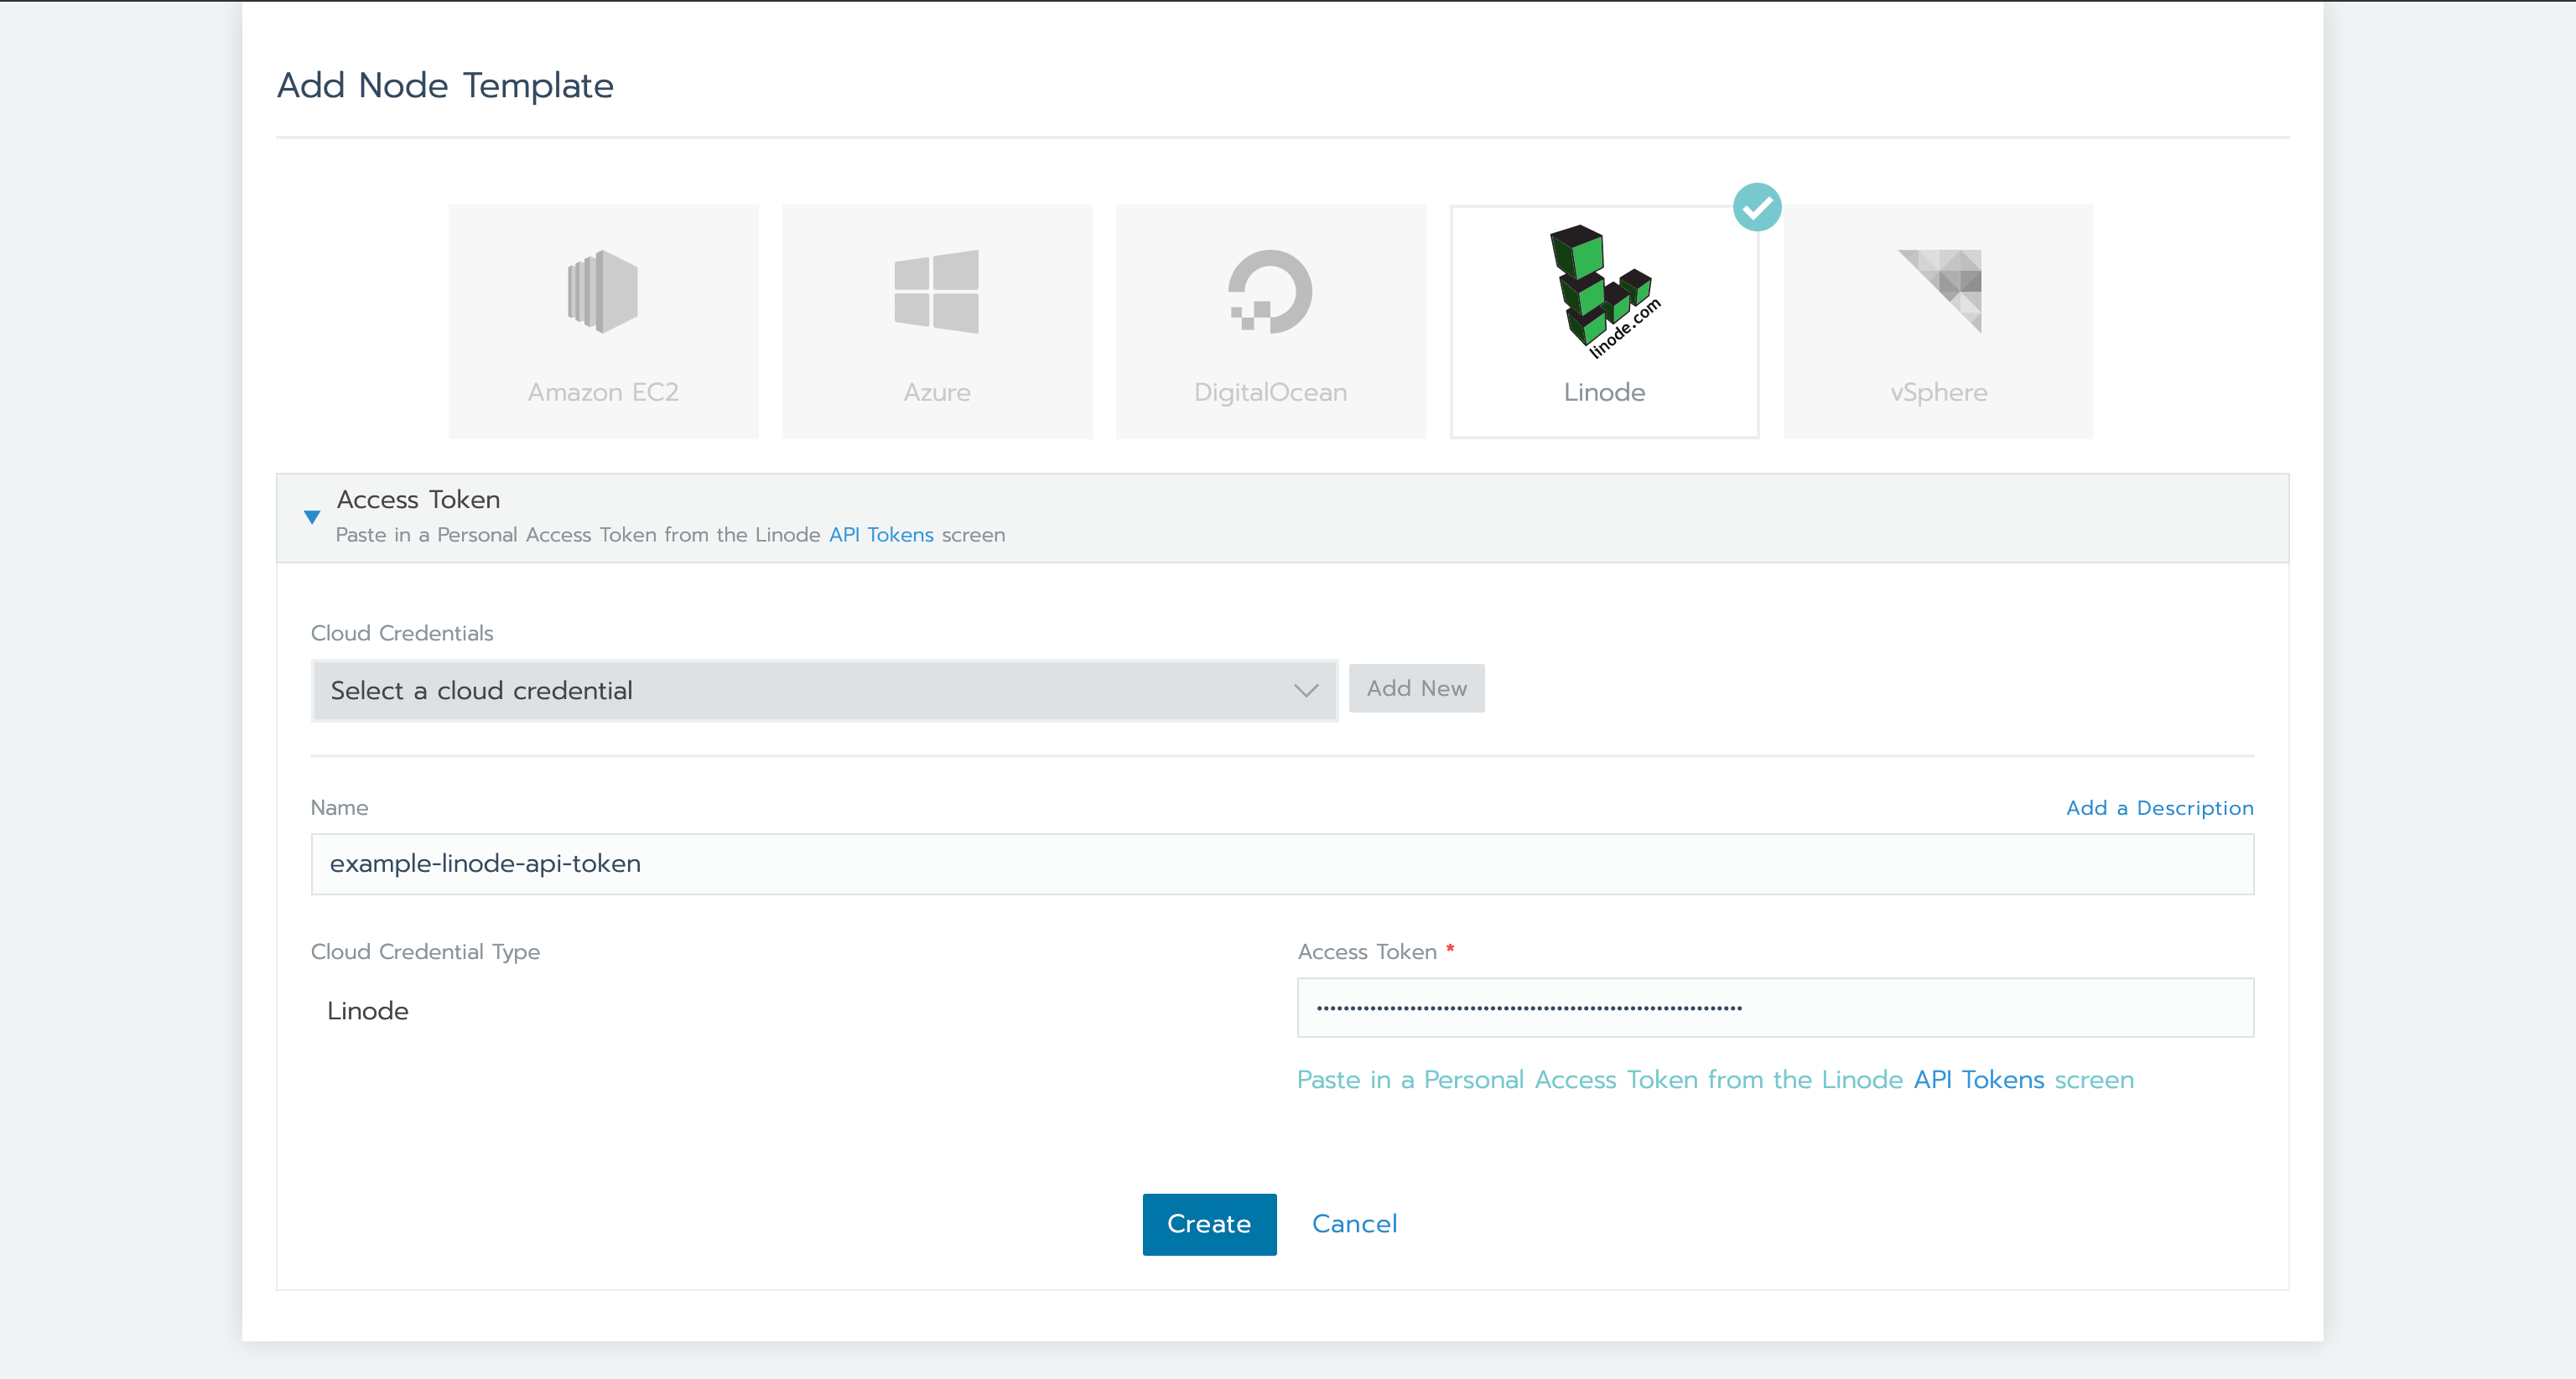 Add Node Template
linode.com
Amazon EC2
Azure
DigitalOcean
Linode
vSphere
Access Token
Paste in a Personal Access Token from the Linode API Tokens screen
Cloud Credentials
Select a cloud credential
Add New
Name
Add a Description
example-linode-api-token
Cloud Credential Type
Access Token *
Linode
Paste in a Personal Access Token from the Linode API Tokens screen
Create
Cancel